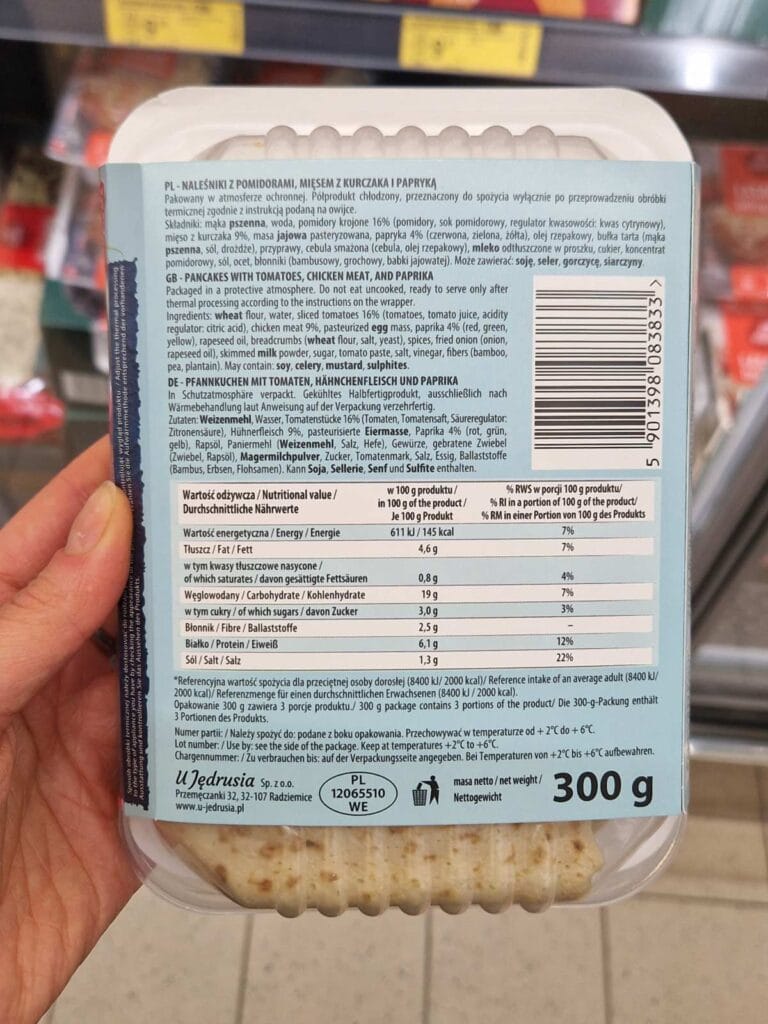 PL - NALEŚNIKI Z POMIDORAMI, MIĘSEM Z KURCZAKA I PAPRYKĄ
Pakowany w atmosferze ochronnej. Półprodukt chłodzony, przeznaczony do spożycia wyłącznie po przeprowadzeniu obróbki
termicznej zgodnie z instrukcją podaną na owijce.
Składniki: mąka pszenna, woda, pomidory krojone 16% (pomidory, sok pomidorowy, regulator kwasowości: kwas cytrynowy),
mięso z kurczaka 9%, masa jajowa pasteryzowana, papryka 4% (czerwona, zielona, żółta), olej rzepakowy, bułka tarta (mąka
pszenna, sól, drożdże), przyprawy, cebula smażona (cebula, olej rzepakowy), mleko odtłuszczone w proszku, cukier, koncentrat
pomidorowy, sól, ocet, błonniki (bambusowy, grochowy, babki jajowatej). Może zawierać: soję, seler, gorczycę, siarczyny.
GB - PANCAKES WITH TOMATOES, CHICKEN MEAT, AND PAPRIKA
Packaged in a protective atmosphere. Do not eat uncooked, ready to serve only after
thermal processing according to the instructions on the wrapper.
Ingredients: wheat flour, water, sliced tomatoes 16% (tomatoes, tomato juice, acidity
regulator: citric acid), chicken meat 9%, pasteurized egg mass, paprika 4% (red, green,
yellow), rapeseed oil, breadcrumbs (wheat flour, salt, yeast), spices, fried onion (onion,
rapeseed oil), skimmed milk powder, sugar, tomato paste, salt, vinegar, fibers (bamboo,
pea, plantain). May contain: soy, celery, mustard, sulphites.
DE - PFANNKUCHEN MIT TOMATEN, HÄHNCHENFLEISCH UND PAPRIKA
In Schutzatmosphäre verpackt. Gekühltes Halbfertigprodukt, ausschließlich nach
Wärmebehandlung laut Anweisung auf der Verpackung verzehrfertig.
Zutaten: Weizenmehl, Wasser, Tomatenstücke 16% (Tomaten, Tomatensaft, Säureregulator:
Zitronensäure), Hühnerfleisch 9%, pasteurisierte Eiermasse, Paprika 4% (rot, grün,
gelb), Rapsöl, Paniermehl (Weizenmehl, Salz, Hefe), Gewürze, gebratene Zwiebel
(Zwiebel, Rapsöl), Magermilchpulver, Zucker, Tomatenmark, Salz, Essig, Ballaststoffe
(Bambus, Erbsen, Flohsamen). Kann Soja, Sellerie, Senf und Sulfite enthalten.
5 901398 083833 >
Wartość odżywcza / Nutritional value /
Durchschnittliche Nährwerte
w 100 g produktu /
in 100 g of the product /
Je 100 g Produkt
% RWS w porcji 100 g produktu/
% RI in a portion of 100 g of the product/
% RM in einer Portion von 100 g des Produkts
Wartość energetyczna / Energy / Energie 611 kJ / 145 kcal 7%
Tłuszcz / Fat / Fett 4,6 g 7%
w tym kwasy tłuszczowe nasycone /
of which saturates / davon gesättigte Fettsäuren 0,8 g 4%
Węglowodany / Carbohydrate / Kohlenhydrate 19 g 7%
w tym cukry / of which sugars / davon Zucker 3,0 g 3%
Błonnik / Fibre / Ballaststoffe 2,5 g –
Białko / Protein / Eiweiß 6,1 g 12%
Sól / Salt / Salz 1,3 g 22%
*Referencyjna wartość spożycia dla przeciętnej osoby dorosłej (8400 kJ/ 2000 kcal)/ Reference intake of an average adult (8400 kJ/
2000 kcal)/ Referenzmenge für einen durchschnittlichen Erwachsenen (8400 kJ / 2000 kcal).
Opakowanie 300 g zawiera 3 porcje produktu./ 300 g package contains 3 portions of the product/ Die 300-g-Packung enthält
3 Portionen des Produkts.
Numer partii: / Należy spożyć do: podane z boku opakowania. Przechowywać w temperaturze od + 2°C do + 6°C.
Lot number: / Use by: see the side of the package. Keep at temperatures +2°C to +6°C.
Chargennummer: / Zu verbrauchen bis: auf der Verpackungsseite angegeben. Bei Temperaturen von +2°C bis +6°C aufbewahren.
U Jędrusia Sp. z o.o.
Przemęczanki 32, 32-107 Radziemice
www.u-jedrusia.pl
PL
12065510
WE
masa netto / net weight /
Nettogewicht
300 g